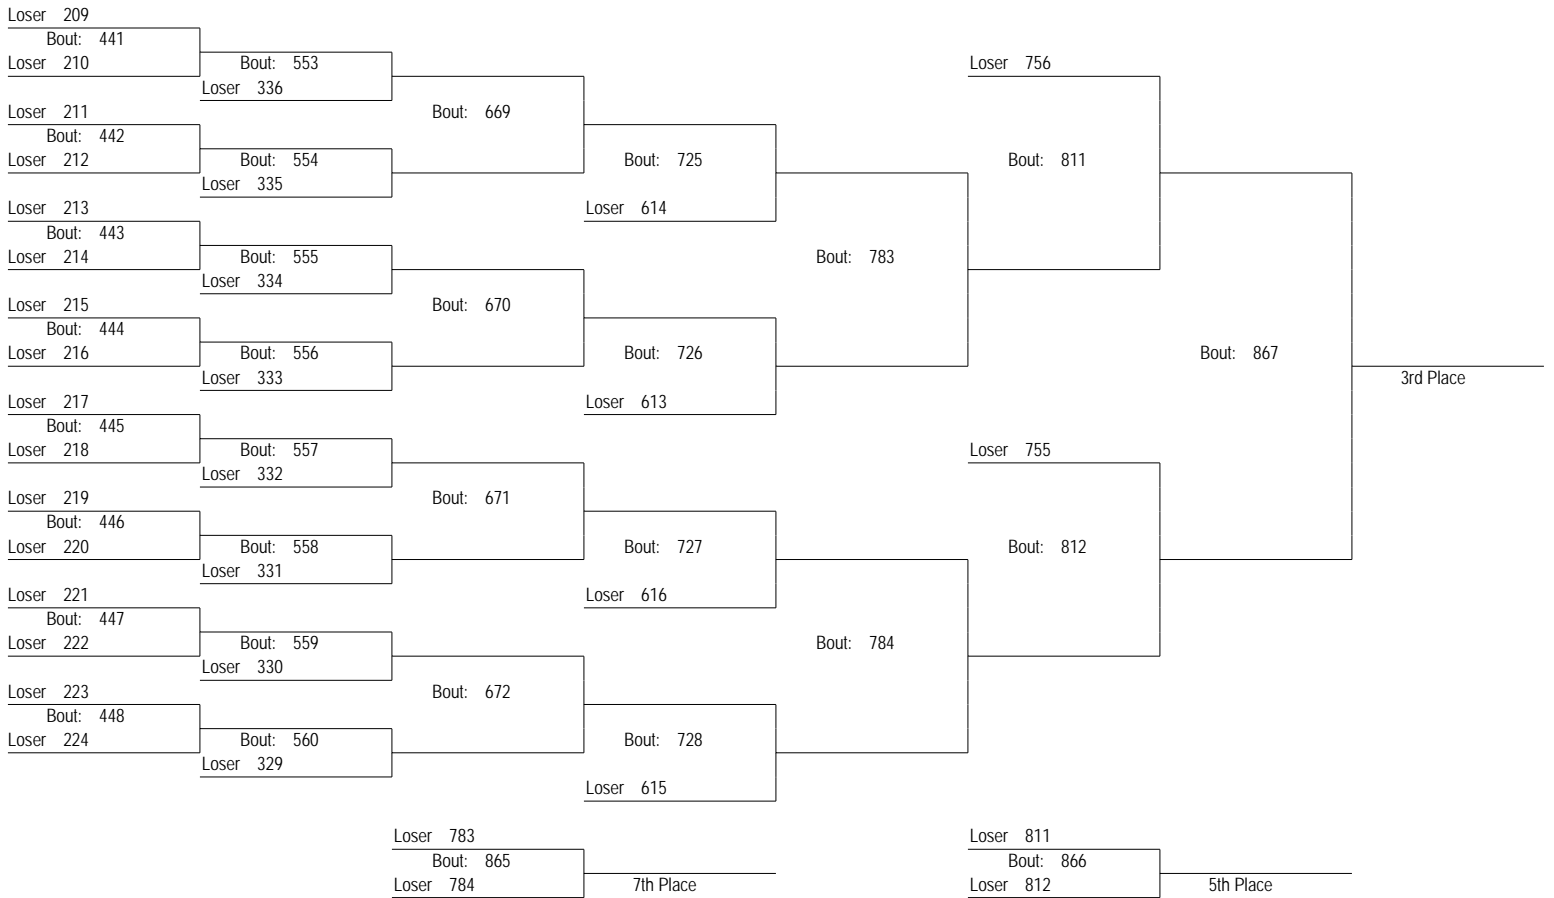 Loser 209
Bout: 441
Loser 210
Bout: 553
Loser 756
Loser 336
Loser 211
Bout: 669
Bout: 442
Loser 212
Bout: 554
Bout: 725
Bout: 811
Loser 335
Loser 213
Loser 614
Bout: 443
Loser 214
Bout: 555
Bout: 783
Loser 334
Loser 215
Bout: 670
Bout: 444
Loser 216
Bout: 556
Bout: 726
Bout: 867
Loser 333
3rd Place
Loser 217
Loser 613
Bout: 445
Loser 218
Bout: 557
Loser 755
Loser 332
Loser 219
Bout: 671
Bout: 446
Loser 220
Bout: 558
Bout: 727
Bout: 812
Loser 331
Loser 221
Loser 616
Bout: 447
Loser 222
Bout: 559
Bout: 784
Loser 330
Loser 223
Bout: 672
Bout: 448
Loser 224
Bout: 560
Bout: 728
Loser 329
Loser 615
Loser 783
Loser 811
Bout: 865
Bout: 866
Loser 784
7th Place
Loser 812
5th Place